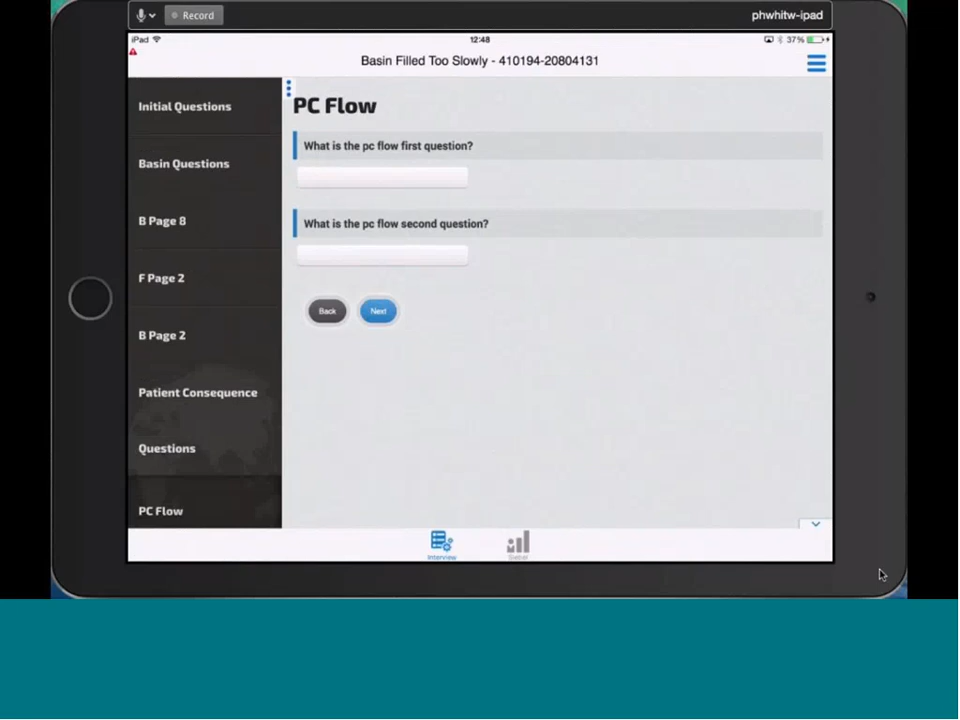 Record
phwhitw-ipad
iPad
12:48
37%
Basin Filled Too Slowly - 410194-20804131
Initial Questions
Basin Questions
B Page 8
F Page 2
B Page 2
Patient Consequence
Questions
PC Flow
PC Flow
What is the pc flow first question?
What is the pc flow second question?
Back
Next
Interview